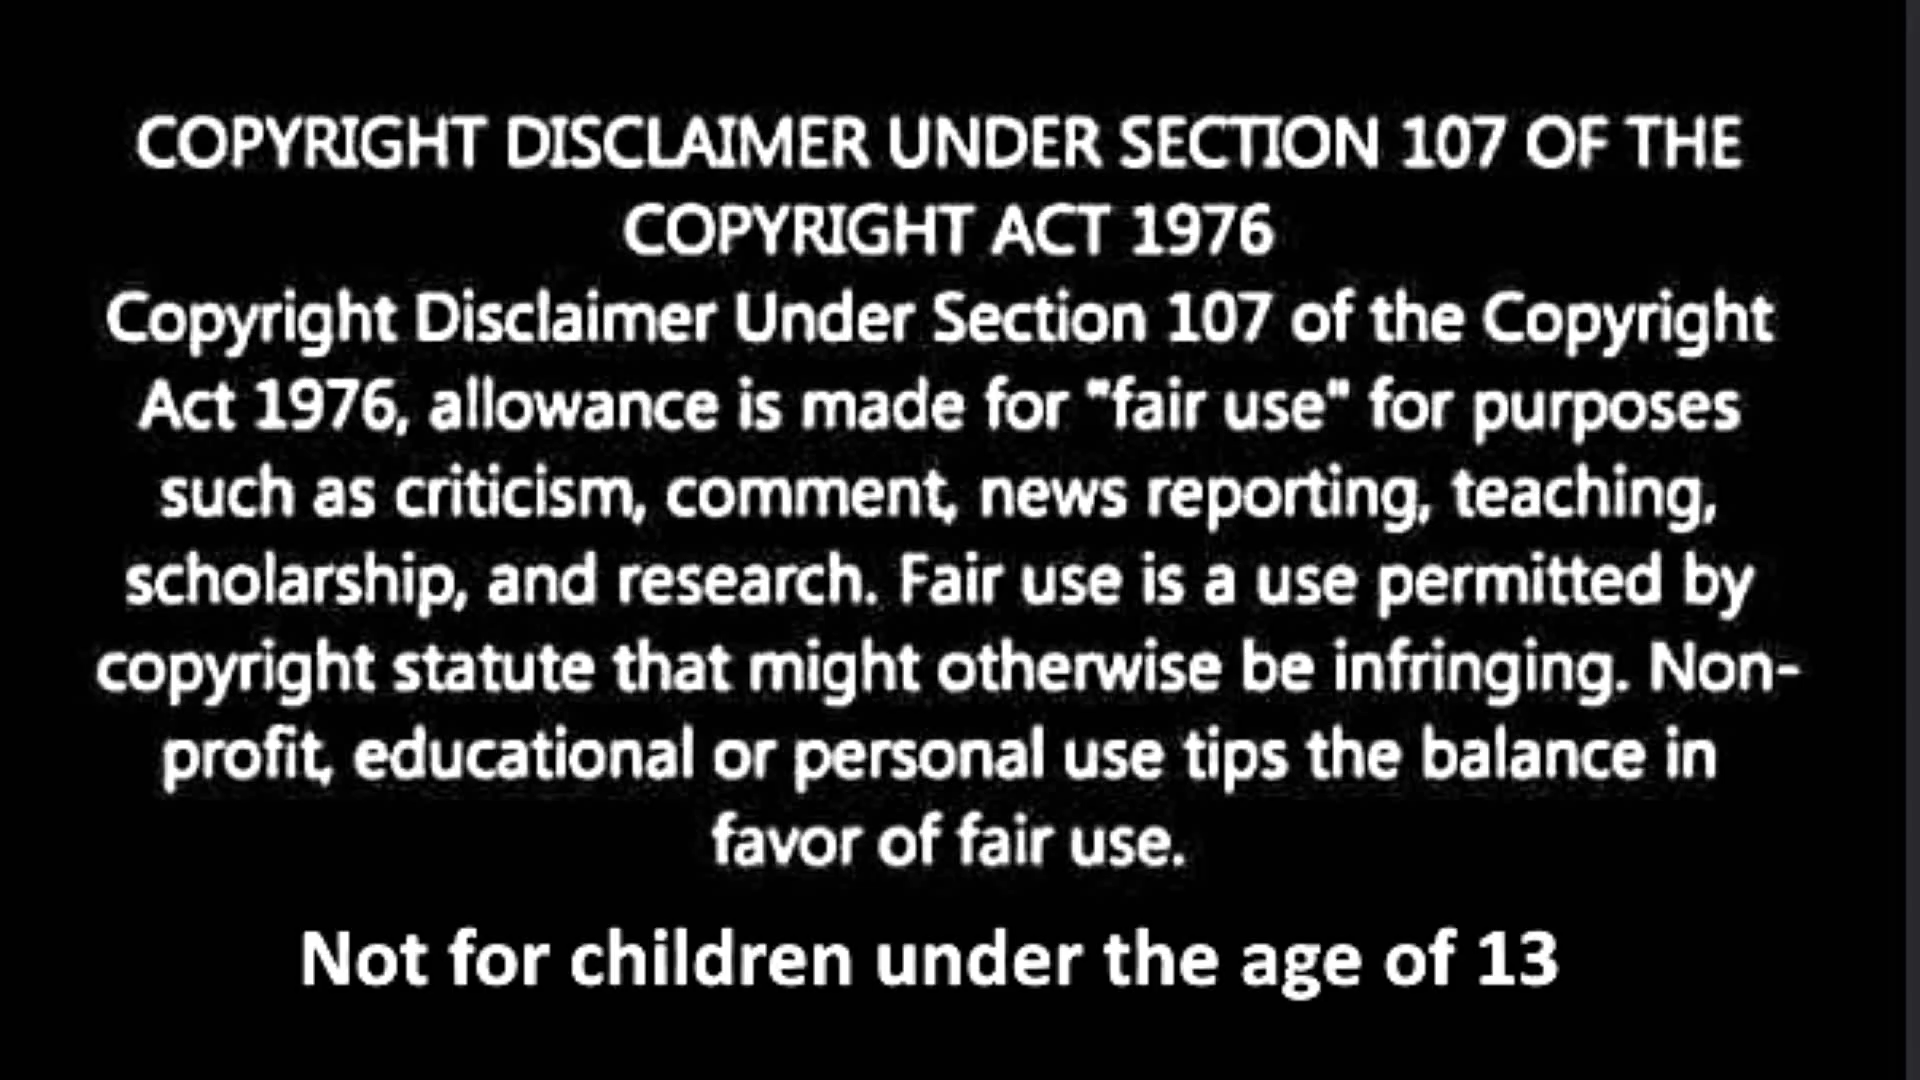 COPYRIGHT DISCLAIMER UNDER SECTION 107 OF THE
COPYRIGHT ACT 1976
Copyright Disclaimer Under Section 107 of the Copyright
Act 1976, allowance is made for "fair use" for purposes
such as criticism, comment, news reporting, teaching,
scholarship, and research. Fair use is a use permitted by
copyright statute that might otherwise be infringing. Non-
profit, educational or personal use tips the balance in
favor of fair use.
Not for children under the age of 13